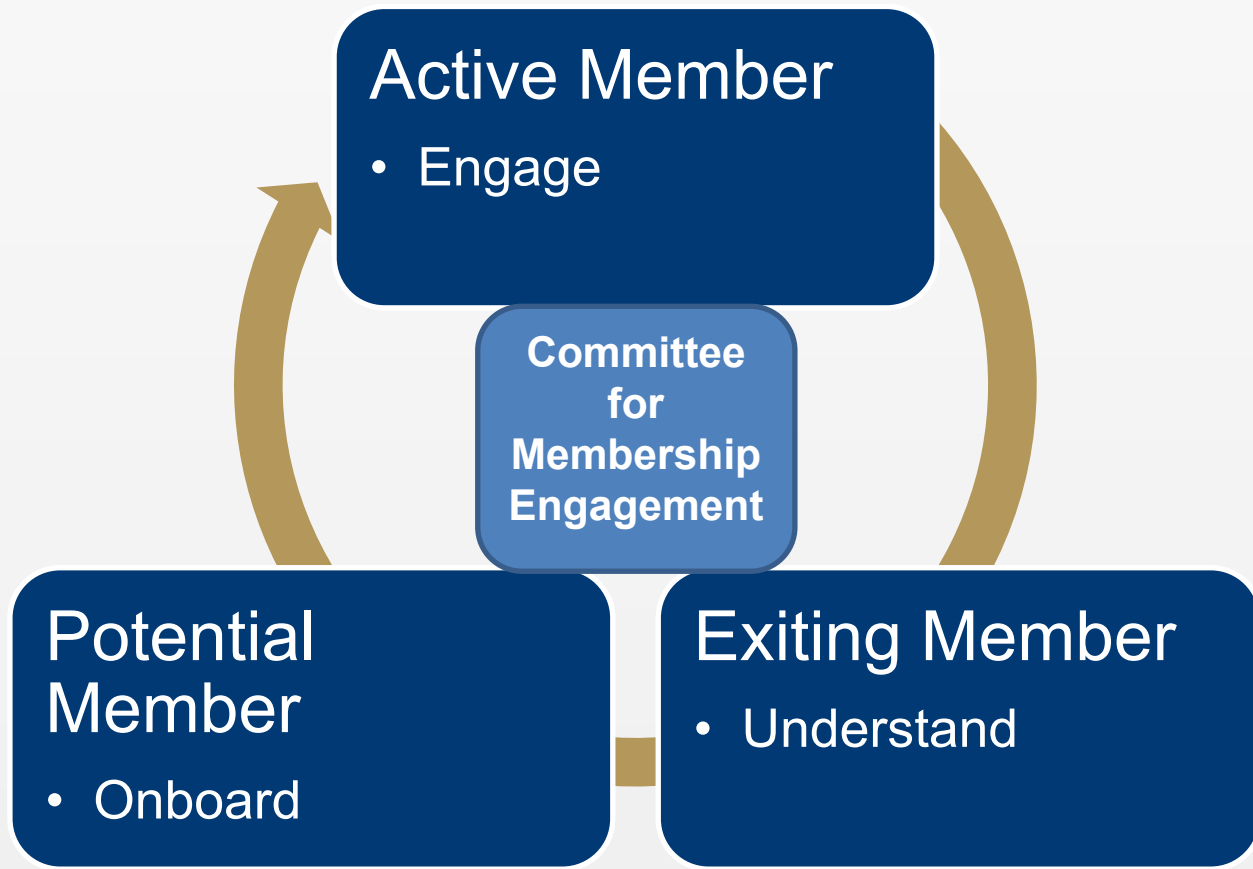 Active Member
• Engage
Committee
for
Membership
Engagement
Potential
Member
• Onboard
Exiting Member
• Understand